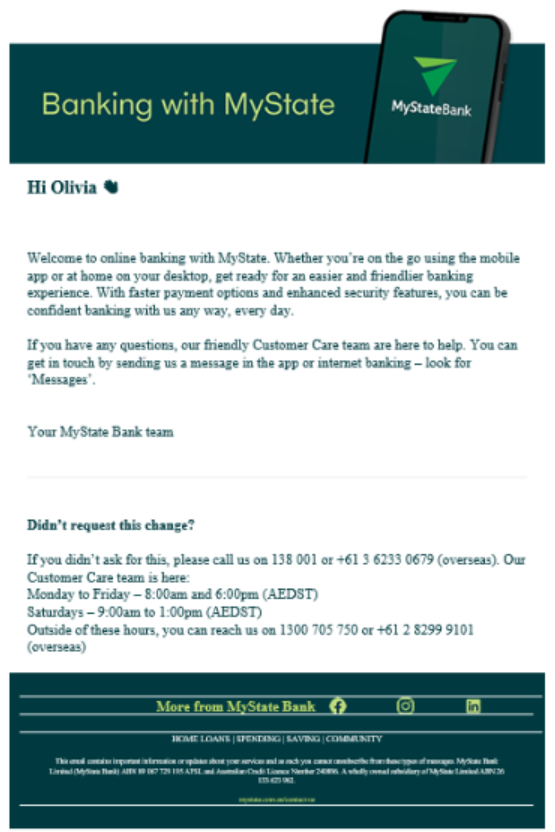 Banking with MyState
MyStateBank
Hi Olivia
Welcome to online banking with MyState. Whether you're on the go using the mobile
app or at home on your desktop, get ready for an easier and friendlier banking
experience. With faster payment options and enhanced security features, you can be
confident banking with us any way, every day.
If you have any questions, our friendly Customer Care team are here to help. You can
get in touch by sending us a message in the app or internet banking – look for
'Messages'.
Your MyState Bank team
Didn't request this change?
If you didn't ask for this, please call us on 138 001 or +61 3 6233 0679 (overseas). Our
Customer Care team is here:
Monday to Friday – 8:00am and 6:00pm (AEDST)
Saturdays – 9:00am to 1:00pm (AEDST)
Outside of these hours, you can reach us on 1300 705 750 or +61 2 8299 9101
(overseas)
More from MyState Bank
HOME LOANS | SPENDING | SAVING | COMMUNITY
This email contains important information or updates about your services and as such you cannot unsubscribe from these types of messages. MyState Bank
Limited (MyState Bank) ABN 89 067 729 195 AFSL and Australian Credit Licence Number 240896. A wholly owned subsidiary of MyState Limited ABN 26
133 623 962.
mystate.com.au/contact-us